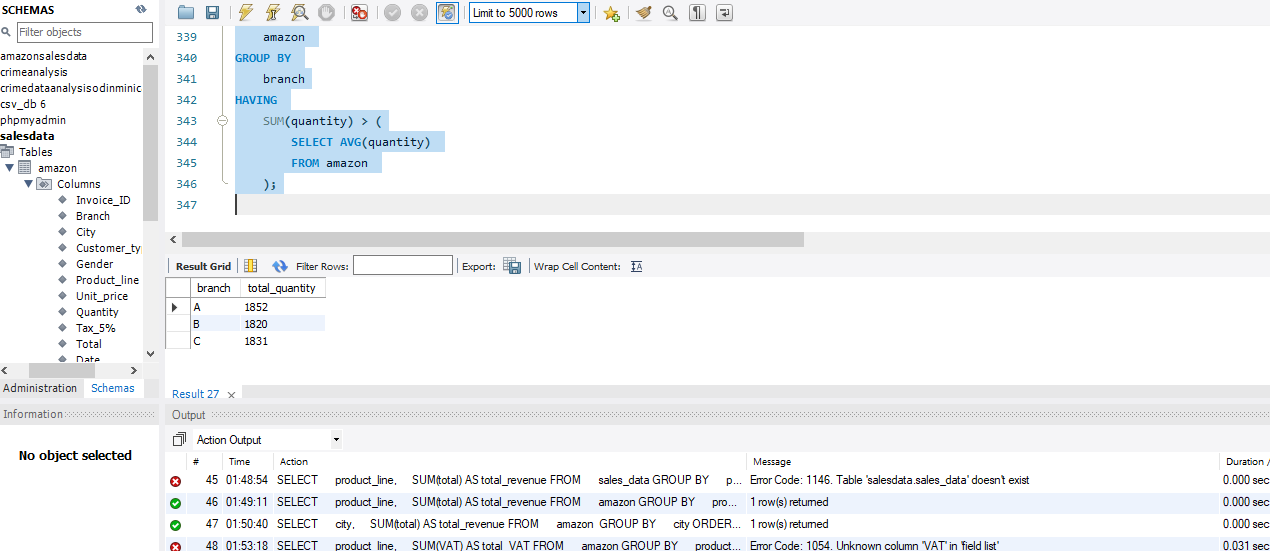 SCHEMAS
Filter objects
amazonsalesdata
crimeanalysis
crimedataanalysisodinminic
csv_db 6
phpmyadmin
salesdata
Tables
amazon
Columns
Invoice_ID
Branch
City
Customer_ty
Gender
Product_line
Unit_price
Quantity
Tax_5%
Total
Date
Administration Schemas
Information
No object selected
Limit to 5000 rows
339 amazon
340 GROUP BY
341 branch
342 HAVING
343 SUM(quantity) > (
344 SELECT AVG(quantity)
345 FROM amazon
346 );
347
Result Grid Filter Rows: Export: Wrap Cell Content:
branch total_quantity
A 1852
B 1820
C 1831
Result 27
Output
Action Output
# Time Action Message Duration /
45 01:48:54 SELECT product_line, SUM(total) AS total_revenue FROM sales_data GROUP BY p... Error Code: 1146. Table 'salesdata.sales_data' doesn't exist 0.000 sec
46 01:49:11 SELECT product_line, SUM(total) AS total_revenue FROM amazon GROUP BY pro... 1 row(s) returned 0.000 sec
47 01:50:40 SELECT city, SUM(total) AS total_revenue FROM amazon GROUP BY city ORDER... 1 row(s) returned 0.000 sec
48 01:53:18 SELECT product_line, SUM(VAT) AS total_VAT FROM amazon GROUP BY product... Error Code: 1054. Unknown column 'VAT' in 'field list' 0.031 sec